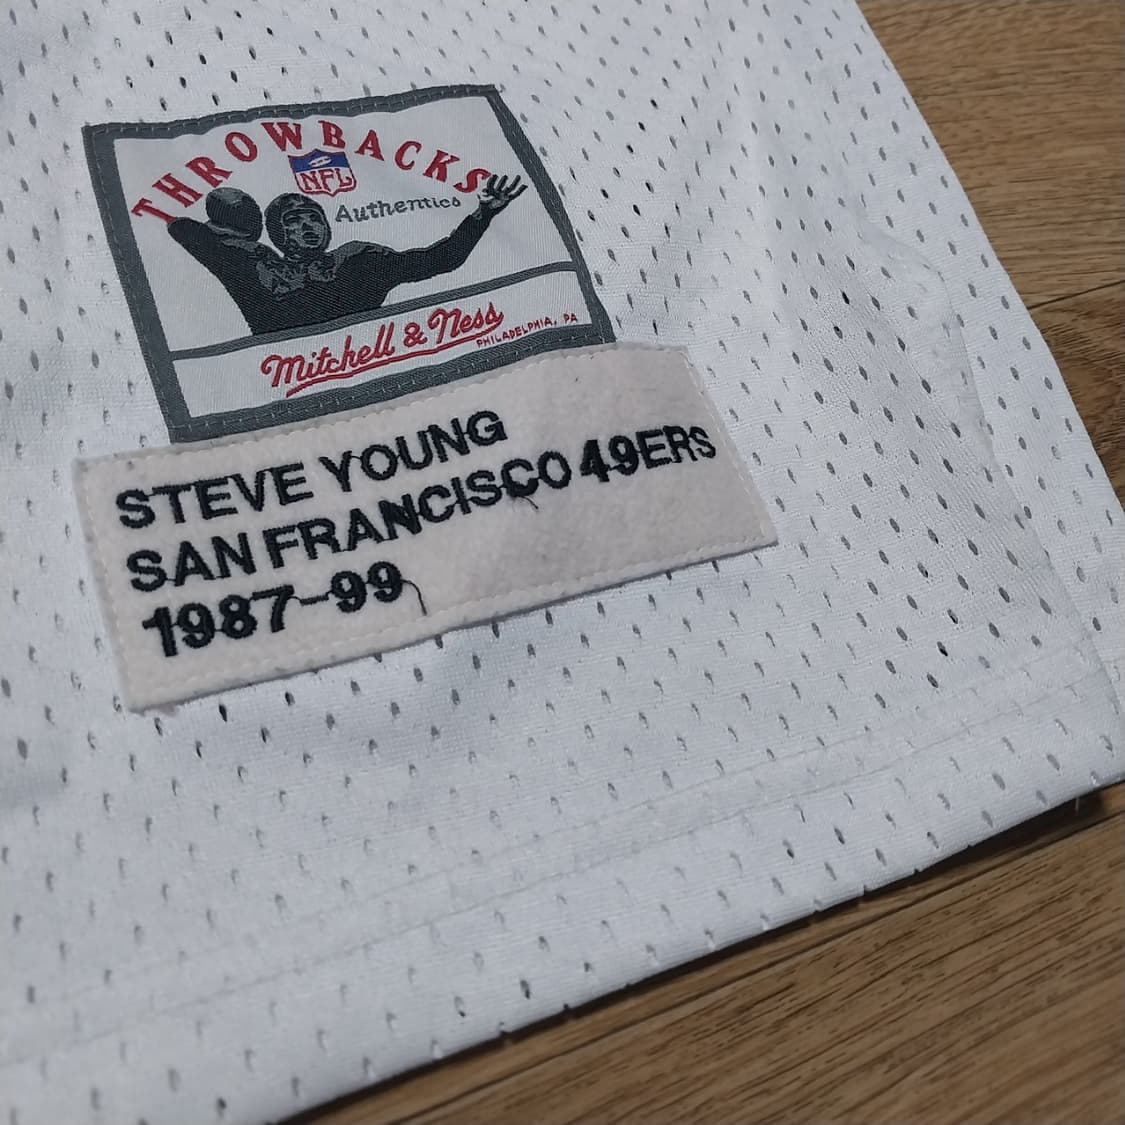 THROWBACKS
NFL
Authentics
Mitchell & Ness
PHILADELPHIA, PA
STEVE YOUNG
SAN FRANCISCO 49ERS
1987-99